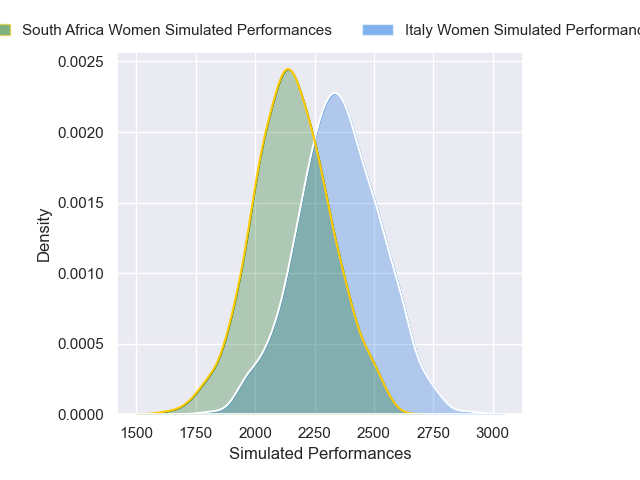 South Africa Women Simulated Performances Italy Women Simulated
0.0025
0.0020
0.0015
0.0010
0.0005
0.0000
Density
1500 1750 2000 2250 2500 2750 3000
Simulated Performances